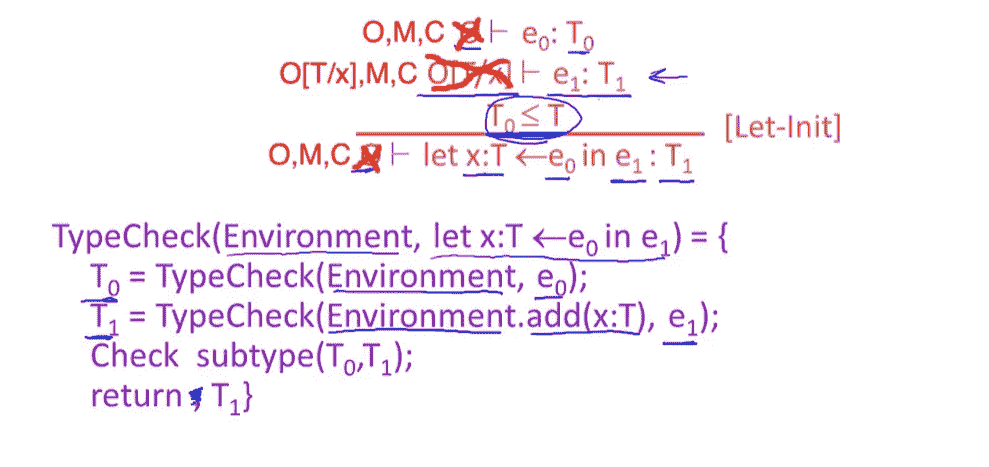 O,M,C ⊢ e₀: T₀
O[T/x],M,C O[T/x] ⊢ e₁: T₁ ←
T₀ ≤ T
[Let-Init]
O,M,C ⊢ let x:T ←e₀ in e₁ : T₁
TypeCheck(Environment, let x:T ←e₀ in e₁) = {
T₀ = TypeCheck(Environment, e₀);
T₁ = TypeCheck(Environment.add(x:T), e₁);
Check subtype(T₀,T₁);
return T₁}